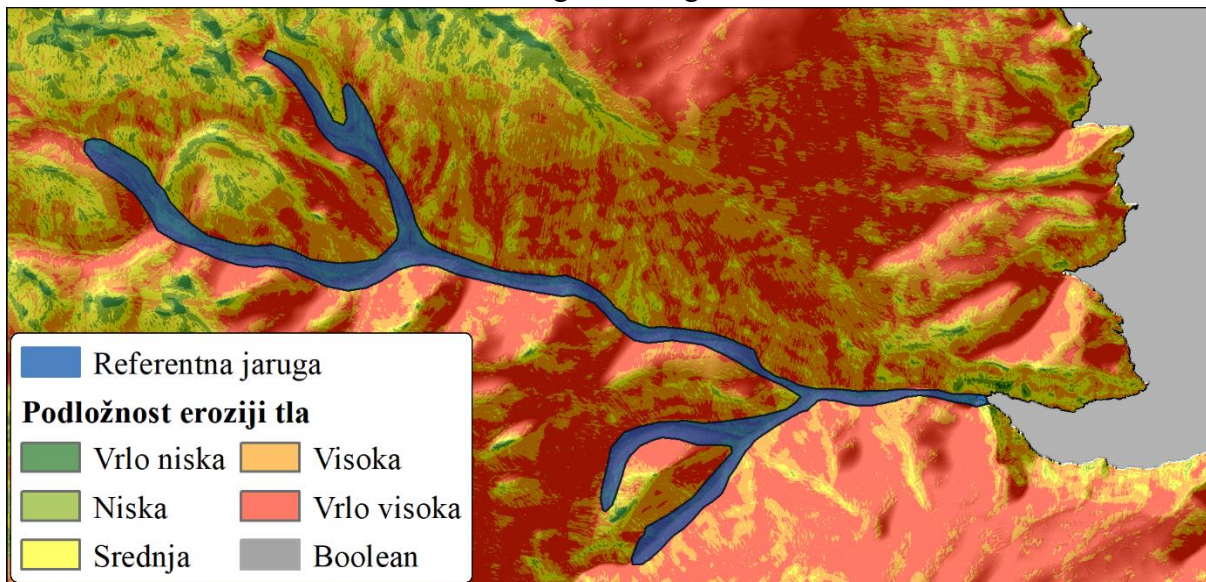 Referentna jaruga
Podložnost eroziji tla
Vrlo niska
Visoka
Niska
Vrlo visoka
Srednja
Boolean